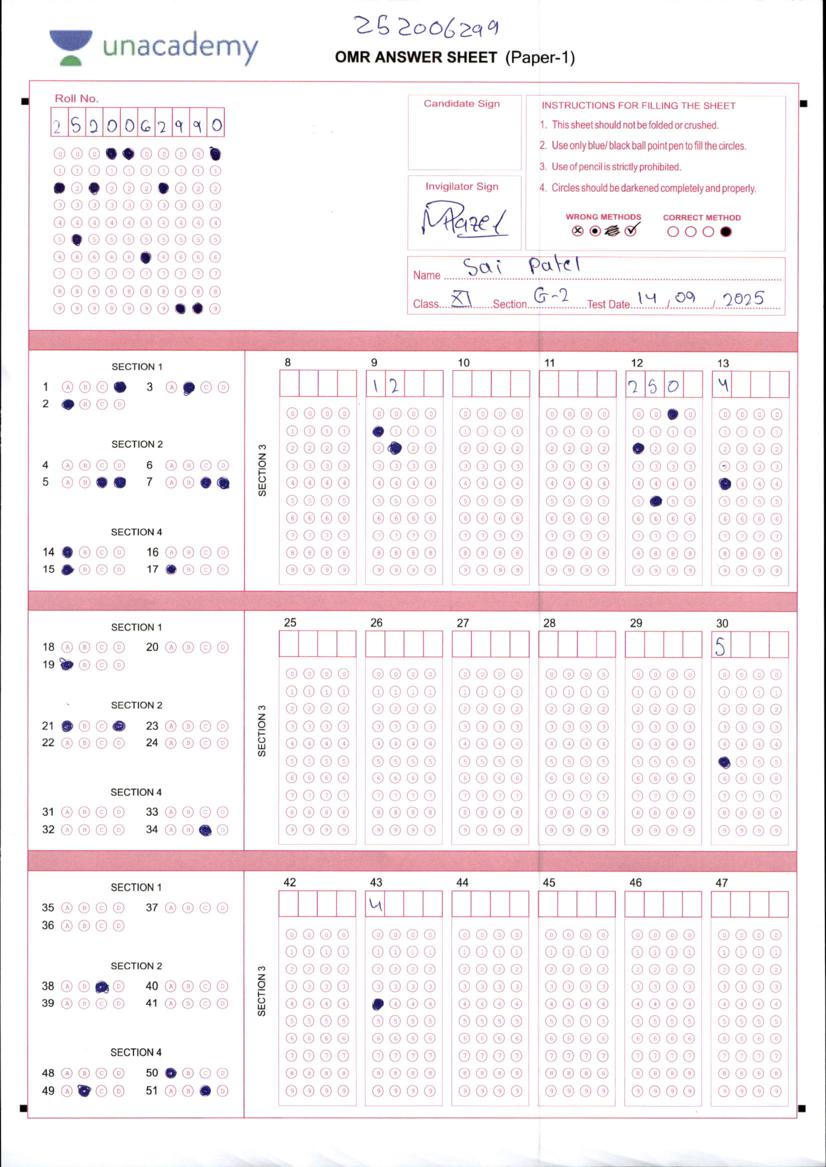 252006299
unacademy
OMR ANSWER SHEET (Paper-1)
Roll No.
2 5 2 0 0 6 2 9 9 0
Candidate Sign
Invigilator Sign
INSTRUCTIONS FOR FILLING THE SHEET
1. This sheet should not be folded or crushed.
2. Use only blue/ black ball point pen to fill the circles.
3. Use of pencil is strictly prohibited.
4. Circles should be darkened completely and properly.
WRONG METHODS CORRECT METHOD
Name Sai Patel
Class XI Section G-2 Test Date 14 / 09 / 2025
SECTION 1
1 A B C 3 A C D
2 B C D
SECTION 2
4 A B C D 6 A B C D
5 A B 7 A B
SECTION 4
14 B C D 16 A B C D
15 B C D 17 B C D
SECTION 3
8 9 10 11 12 13
1 2 2 5 0 4
SECTION 1
18 A B C D 20 A B C D
19 B C D
SECTION 2
21 B C 23 A B C D
22 A B C D 24 A B C D
SECTION 4
31 A B C D 33 A B C D
32 A B C D 34 A B D
SECTION 3
25 26 27 28 29 30
5
SECTION 1
35 A B C D 37 A B C D
36 A B C D
SECTION 2
38 A B D 40 A B C D
39 A B C D 41 A B C D
SECTION 4
48 A B C D 50 B C D
49 A C D 51 A B D
SECTION 3
42 43 44 45 46 47
4